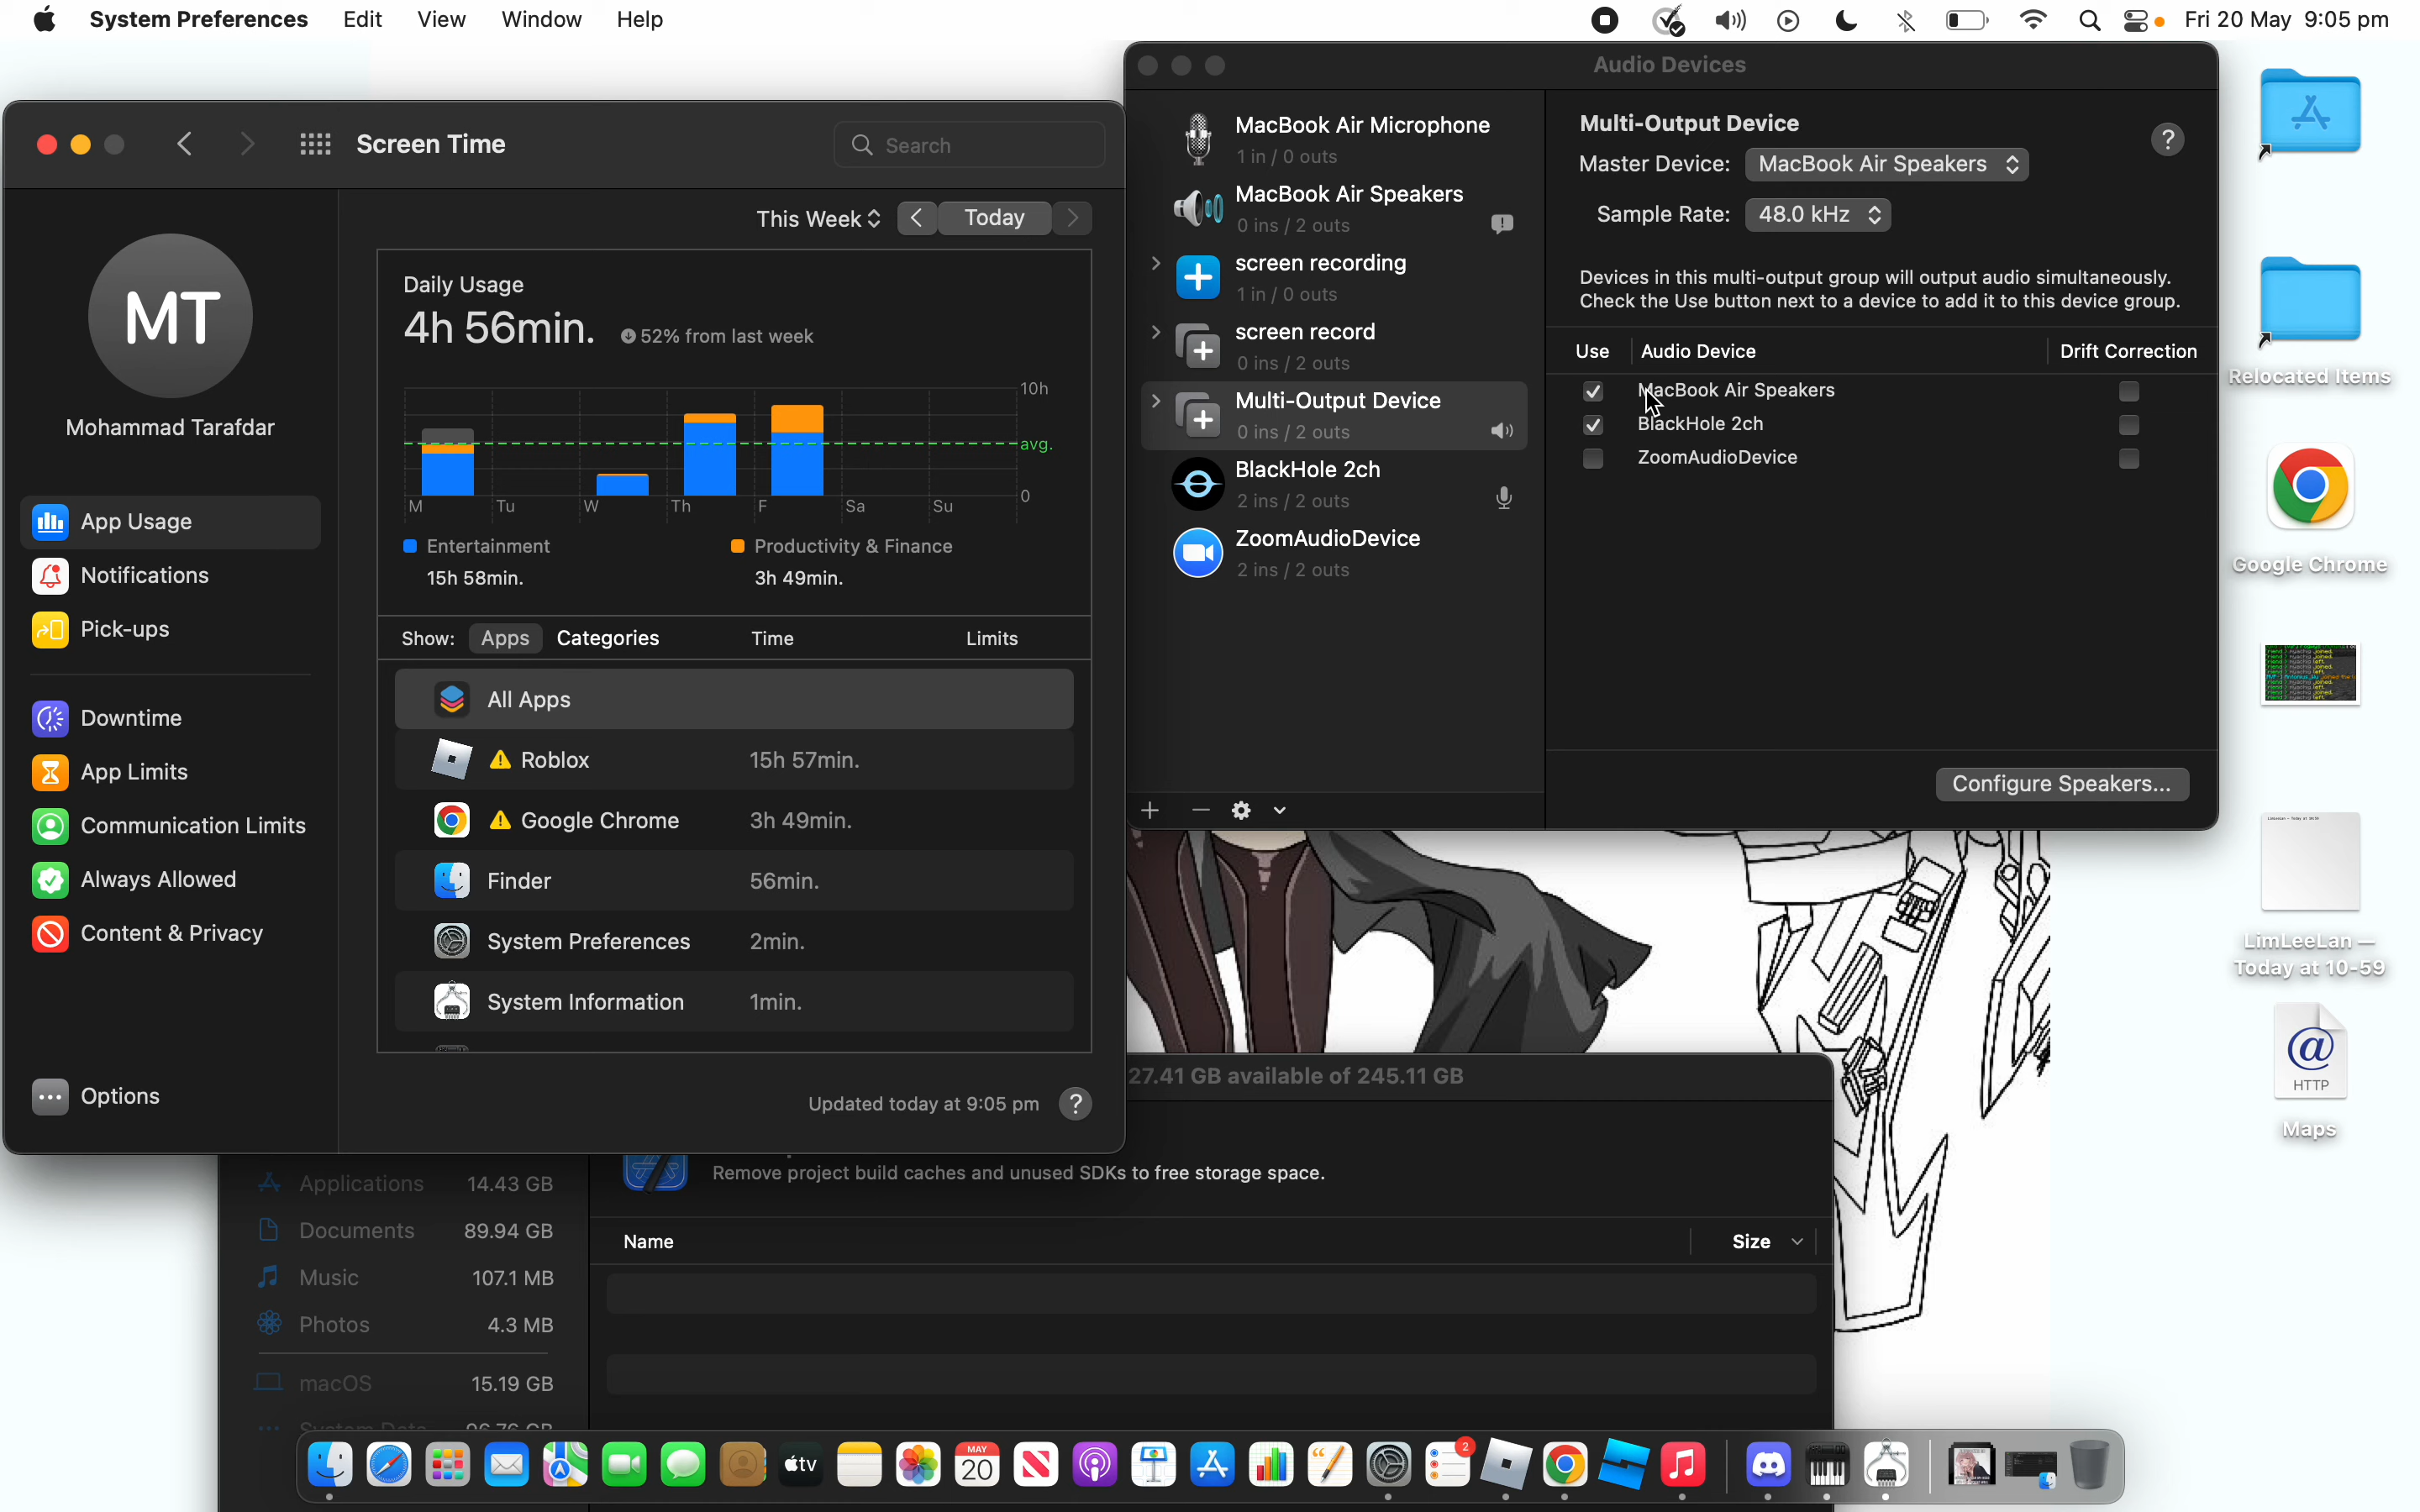 System Preferences Edit View Window Help
Fri 20 May 9:05 pm
Screen Time
Search
MT
Mohammad Tarafdar
App Usage
Notifications
Pick-ups
Downtime
App Limits
Communication Limits
Always Allowed
Content & Privacy
Options
This Week Today
Daily Usage
4h 56min. 52% from last week
10h
avg.
0
M Tu W Th F Sa Su
Entertainment Productivity & Finance
15h 58min. 3h 49min.
Show: Apps Categories Time Limits
All Apps
Roblox 15h 57min.
Google Chrome 3h 49min.
Finder 56min.
System Preferences 2min.
System Information 1min.
Updated today at 9:05 pm ?
Audio Devices
MacBook Air Microphone
1 in / 0 outs
MacBook Air Speakers
0 ins / 2 outs
screen recording
1 in / 0 outs
screen record
0 ins / 2 outs
Multi-Output Device
0 ins / 2 outs
BlackHole 2ch
2 ins / 2 outs
ZoomAudioDevice
2 ins / 2 outs
Multi-Output Device
?
Master Device: MacBook Air Speakers
Sample Rate: 48.0 kHz
Devices in this multi-output group will output audio simultaneously.
Check the Use button next to a device to add it to this device group.
Use Audio Device Drift Correction
MacBook Air Speakers
BlackHole 2ch
ZoomAudioDevice
Configure Speakers...
27.41 GB available of 245.11 GB
Remove project build caches and unused SDKs to free storage space.
Name Size
Applications 14.43 GB
Documents 89.94 GB
Music 107.1 MB
Photos 4.3 MB
macOS 15.19 GB
Relocated Items
Google Chrome
LimLeeLan —
Today at 10-59
@
HTTP
Maps
tv
MAY
20
2